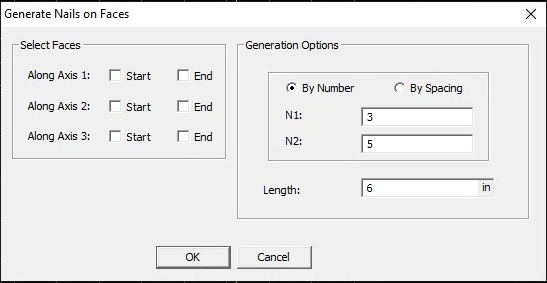 Generate Nails on Faces
Select Faces
Along Axis 1: Start End
Along Axis 2: Start End
Along Axis 3: Start End
Generation Options
By Number By Spacing
N1: 3
N2: 5
Length: 6 in
OK Cancel